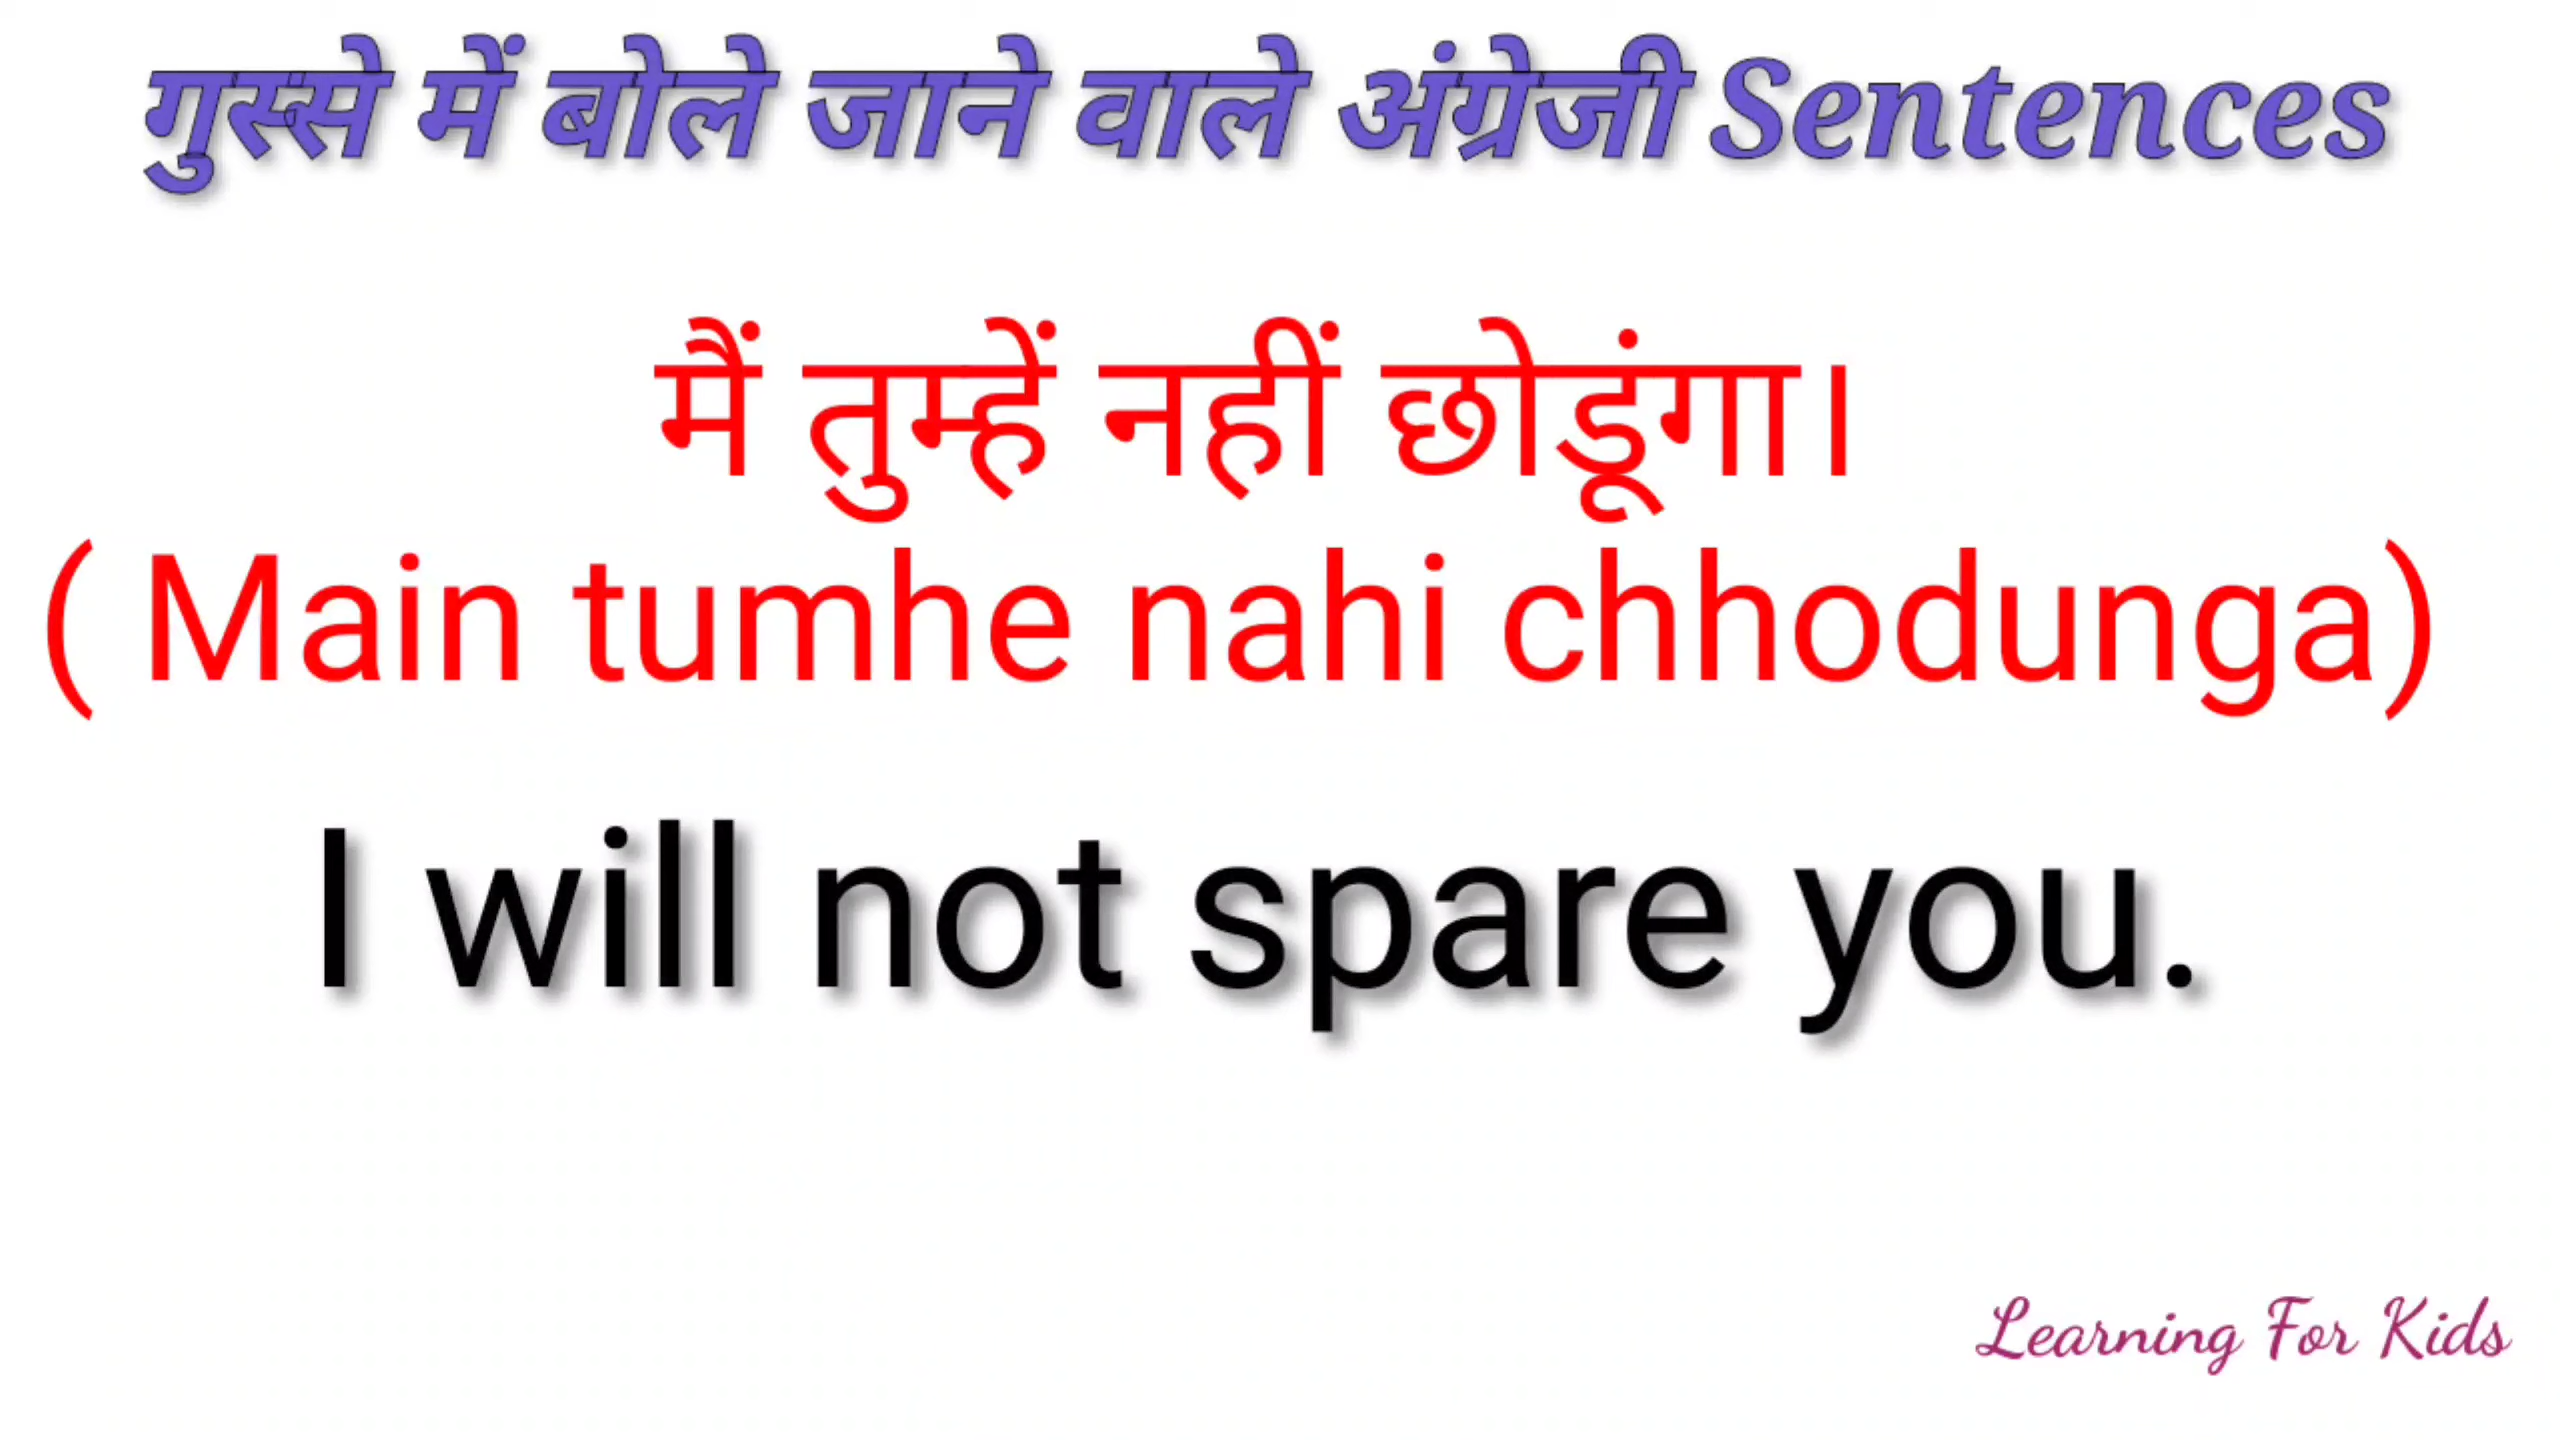 गुस्से में बोले जाने वाले अंग्रेजी Sentences
मैं तुम्हें नहीं छोडूंगा।
( Main tumhe nahi chhodunga)
I will not spare you.
Learning For Kids